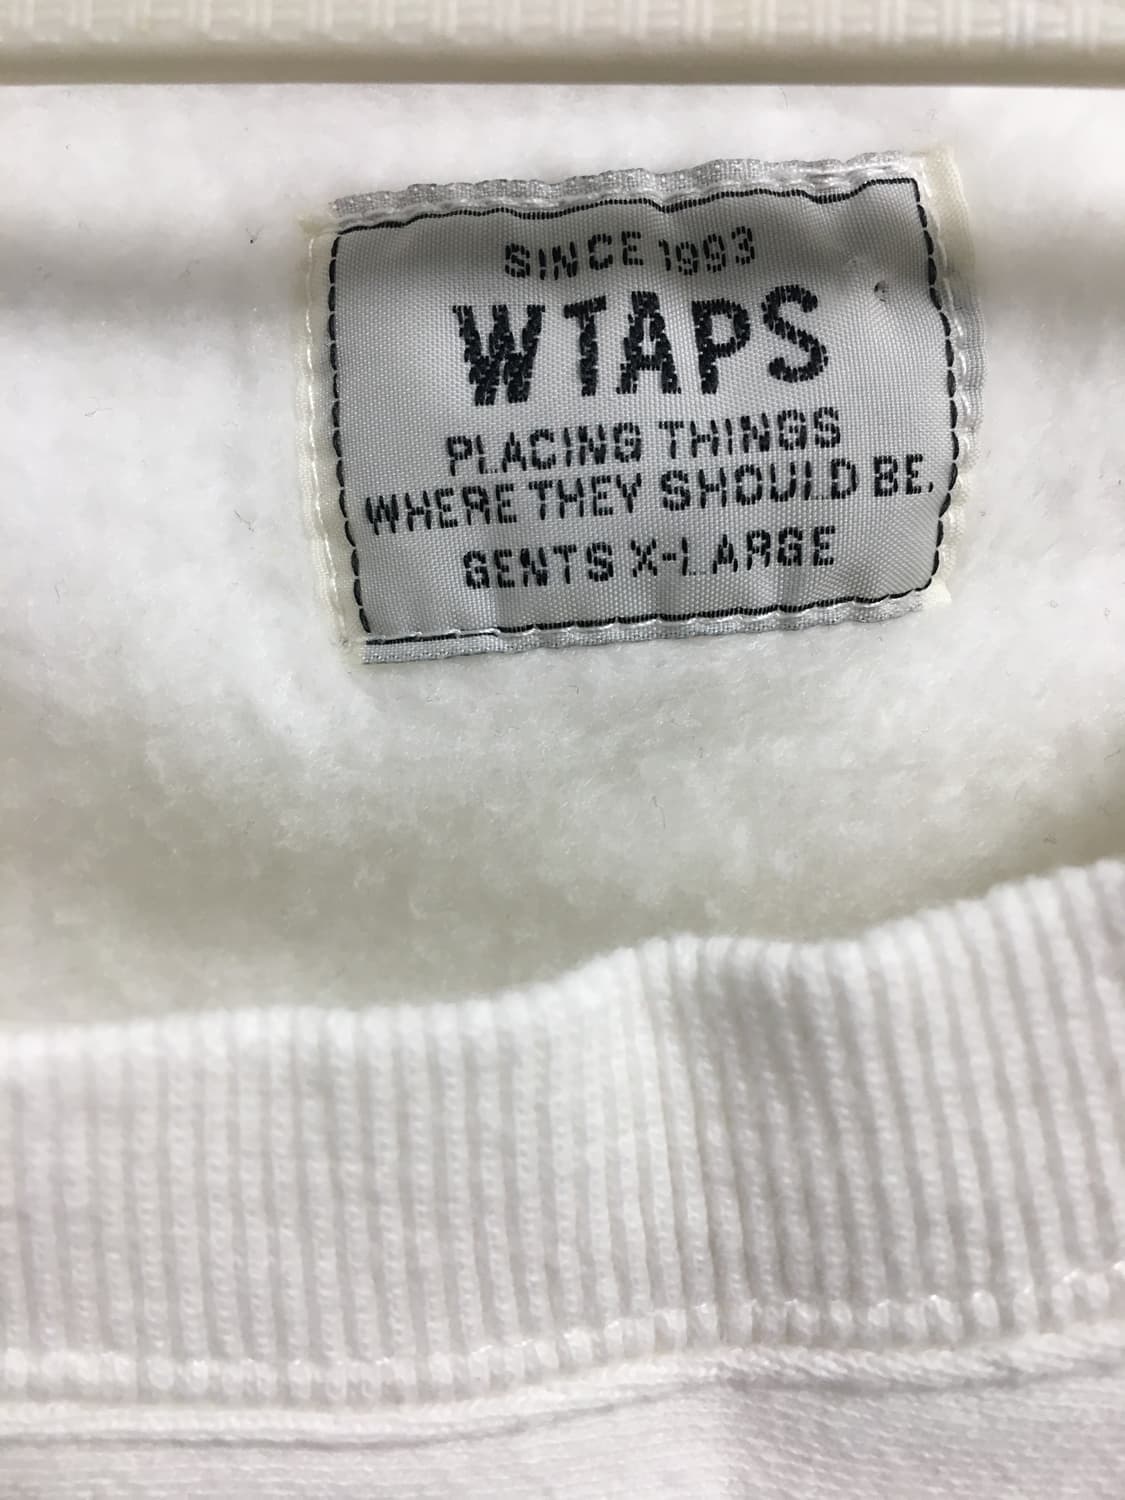 SINCE 1993
WTAPS
PLACING THINGS
WHERE THEY SHOULD BE.
GENTS X-LARGE